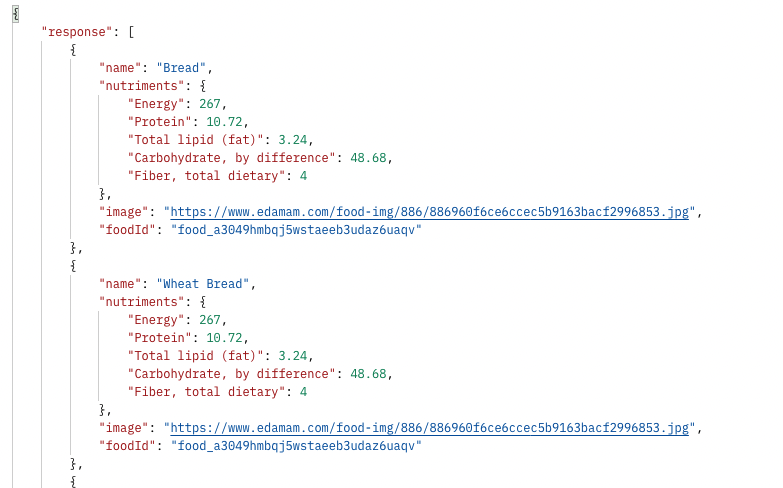 {
    "response": [
        {
            "name": "Bread",
            "nutriments": {
                "Energy": 267,
                "Protein": 10.72,
                "Total lipid (fat)": 3.24,
                "Carbohydrate, by difference": 48.68,
                "Fiber, total dietary": 4
            },
            "image": "https://www.edamam.com/food-img/886/886960f6ce6ccec5b9163bacf2996853.jpg",
            "foodId": "food_a3049hmbqj5wstaeeb3udaz6uaqv"
        },
        {
            "name": "Wheat Bread",
            "nutriments": {
                "Energy": 267,
                "Protein": 10.72,
                "Total lipid (fat)": 3.24,
                "Carbohydrate, by difference": 48.68,
                "Fiber, total dietary": 4
            },
            "image": "https://www.edamam.com/food-img/886/886960f6ce6ccec5b9163bacf2996853.jpg",
            "foodId": "food_a3049hmbqj5wstaeeb3udaz6uaqv"
        },
        {